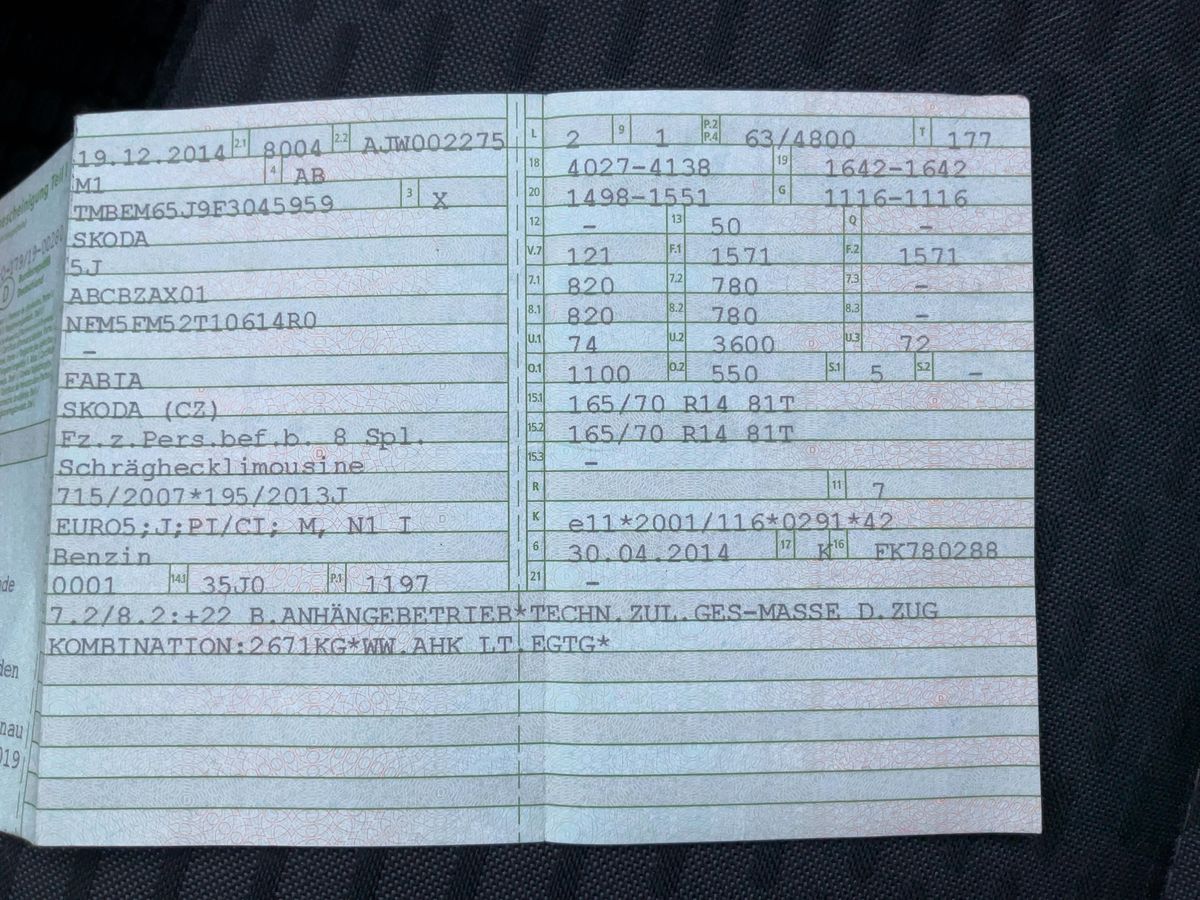 19.12.2014 2.1 8004 2.2 AJW002275
M1 4 AB
TMBEM65J9F3045959 3 X
SKODA
5J
ABCBZAX01
NFM5FM52T10614R0
–
FABIA
SKODA (CZ)
Fz.z.Pers.bef.b. 8 Spl.
Schräghecklimousine
715/2007*195/2013J
EURO5;J;PI/CI; M, N1 I
Benzin
0001 14.1 35J0 P.1 1197
L 2 9 1 P.2 P.4 63/4800 T 177
18 4027-4138 19 1642-1642
20 1498-1551 G 1116-1116
12 – 13 50 Q –
V.7 121 F.1 1571 F.2 1571
7.1 820 7.2 780 7.3 –
8.1 820 8.2 780 8.3 –
U.1 74 U.2 3600 U.3 72
O.1 1100 O.2 550 S.1 5 S.2 –
15.1 165/70 R14 81T
15.2 165/70 R14 81T
15.3 –
R 11 7
K e11*2001/116*0291*42
6 30.04.2014 17 K 16 FK780288
21 –
7.2/8.2:+22 B.ANHÄNGEBETRIEB*TECHN.ZUL.GES-MASSE D.ZUG
KOMBINATION:2671KG*WW.AHK LT.EGTG*